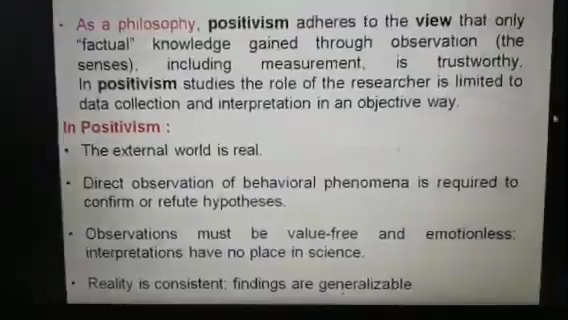 - As a philosophy, positivism adheres to the view that only
"factual" knowledge gained through observation (the
senses), including measurement, is trustworthy.
In positivism studies the role of the researcher is limited to
data collection and interpretation in an objective way.
In Positivism :
• The external world is real.
• Direct observation of behavioral phenomena is required to
confirm or refute hypotheses.
• Observations must be value-free and emotionless;
interpretations have no place in science.
• Reality is consistent; findings are generalizable